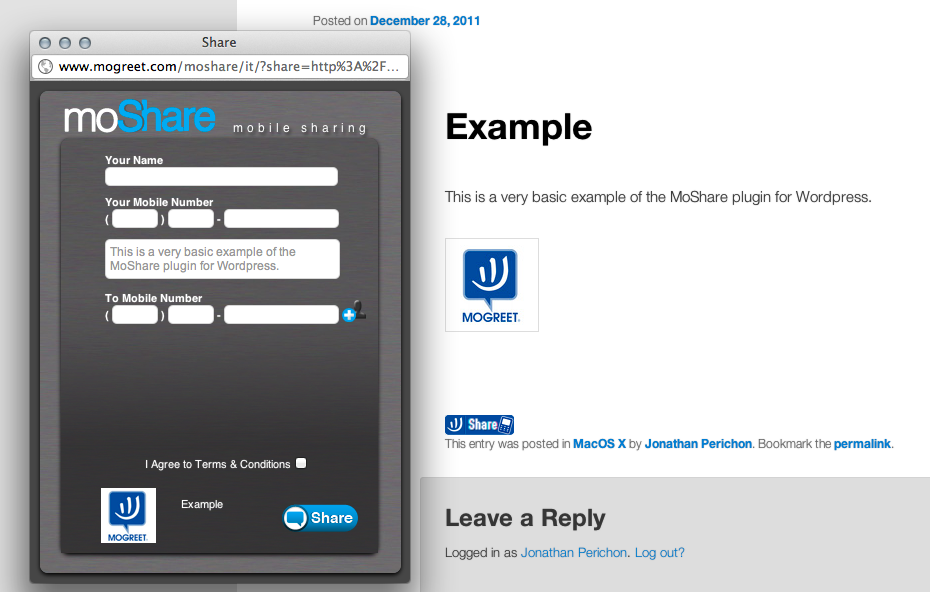 Posted on December 28, 2011
Share
www.mogreet.com/moshare/it/?share=http%3A%2F...
moShare
mobile sharing
Your Name
Your Mobile Number
( ) -
This is a very basic example of the
MoShare plugin for Wordpress.
To Mobile Number
( ) -
I Agree to Terms & Conditions
MOGREET.
Example
Share
Example
This is a very basic example of the MoShare plugin for Wordpress.
MOGREET.
Share
This entry was posted in MacOS X by Jonathan Perichon. Bookmark the permalink.
Leave a Reply
Logged in as Jonathan Perichon. Log out?